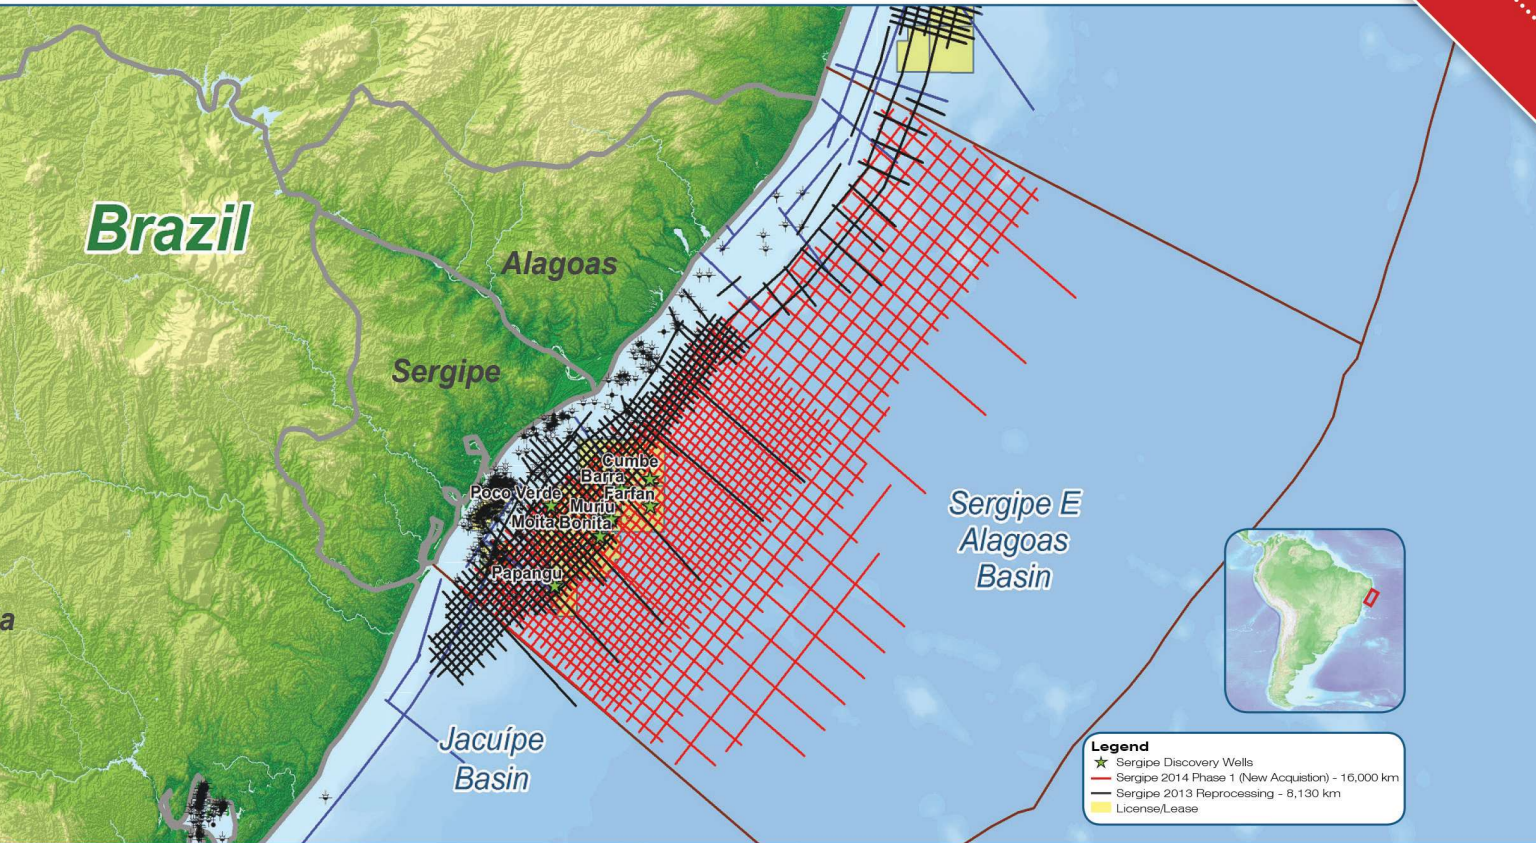 Brazil
Alagoas
Sergipe
Cumbe
Barra
Poco Verde
Farfan
Muriu
Moita Bonita
Papangu
Sergipe E
Alagoas
Basin
a
Jacuípe
Basin
Legend
Sergipe Discovery Wells
Sergipe 2014 Phase 1 (New Acquistion) - 16,000 km
Sergipe 2013 Reprocessing - 8,130 km
License/Lease